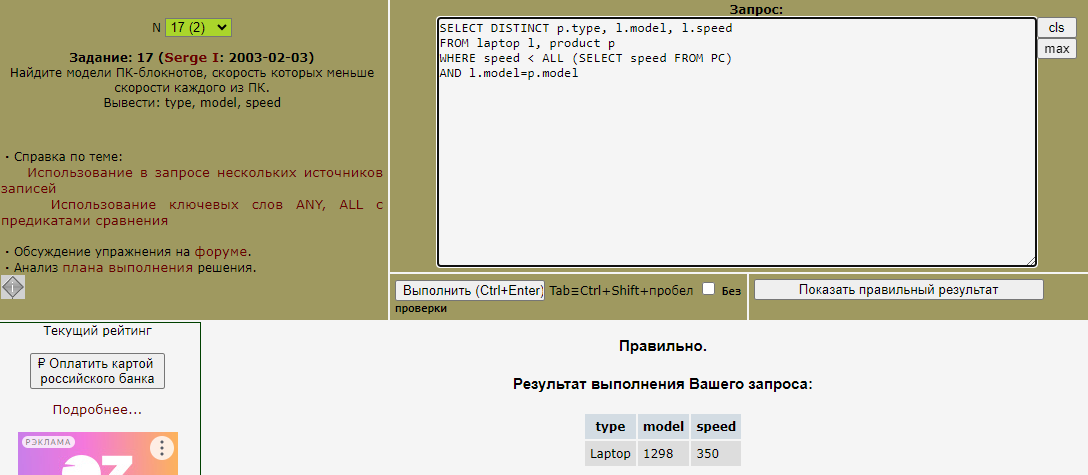 N 17 (2)
Задание: 17 (Serge I: 2003-02-03)
Найдите модели ПК-блокнотов, скорость которых меньше
скорости каждого из ПК.
Вывести: type, model, speed
· Справка по теме:
Использование в запросе нескольких источников
записей
Использование ключевых слов ANY, ALL с
предикатами сравнения
· Обсуждение упражнения на форуме.
· Анализ плана выполнения решения.
Запрос:
SELECT DISTINCT p.type, l.model, l.speed
FROM laptop l, product p
WHERE speed < ALL (SELECT speed FROM PC)
AND l.model=p.model
cls
max
Выполнить (Ctrl+Enter) Tab≡Ctrl+Shift+пробел Без
проверки
Показать правильный результат
Текущий рейтинг
₽ Оплатить картой
российского банка
Подробнее...
РЕКЛАМА
Правильно.
Результат выполнения Вашего запроса:
type model speed
Laptop 1298 350